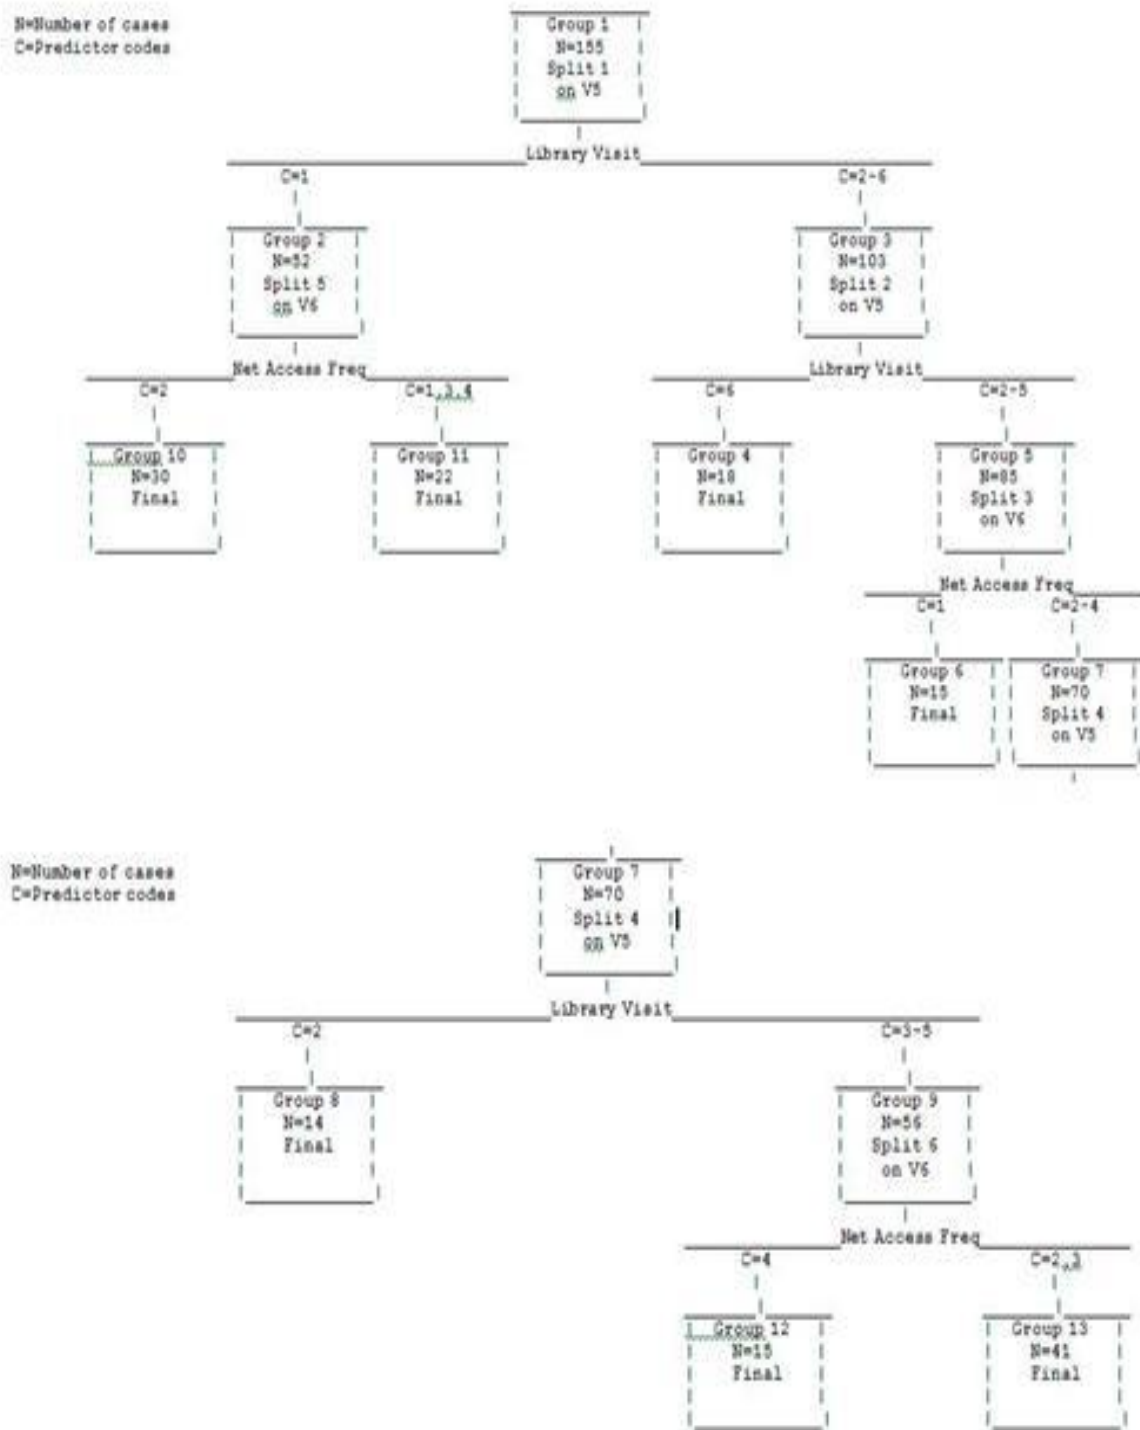 N=Number of cases
C=Predictor codes
Group 1
N=155
Split 1
on V5
Library Visit
C=1
C=2-6
Group 2
N=52
Split 5
on V6
Group 3
N=103
Split 2
on V5
Net Access Freq
Library Visit
C=2
C=1,3,4
C=6
C=2-5
Group 10
N=30
Final
Group 11
N=22
Final
Group 4
N=18
Final
Group 5
N=85
Split 3
on V6
Net Access Freq
C=1
C=2-4
Group 6
N=15
Final
Group 7
N=70
Split 4
on V5
N=Number of cases
C=Predictor codes
Group 7
N=70
Split 4
on V5
Library Visit
C=2
C=3-5
Group 8
N=14
Final
Group 9
N=56
Split 6
on V6
Net Access Freq
C=4
C=2,3
Group 12
N=15
Final
Group 13
N=41
Final